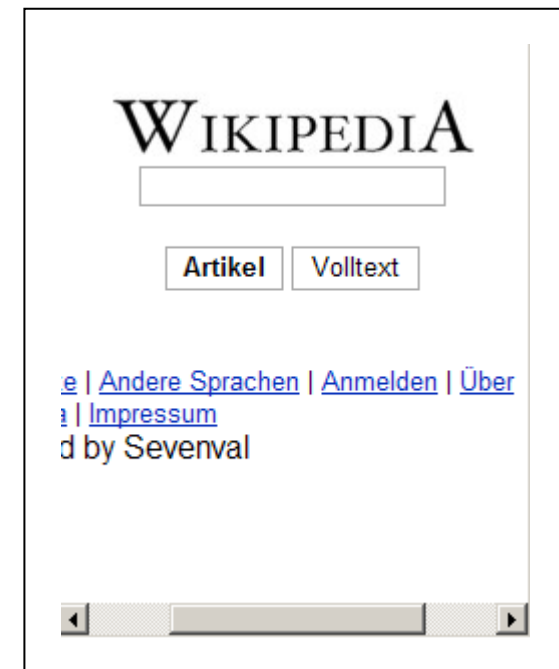 WIKIPEDIA
Artikel Volltext
e | Andere Sprachen | Anmelden | Über
a | Impressum
d by Sevenval